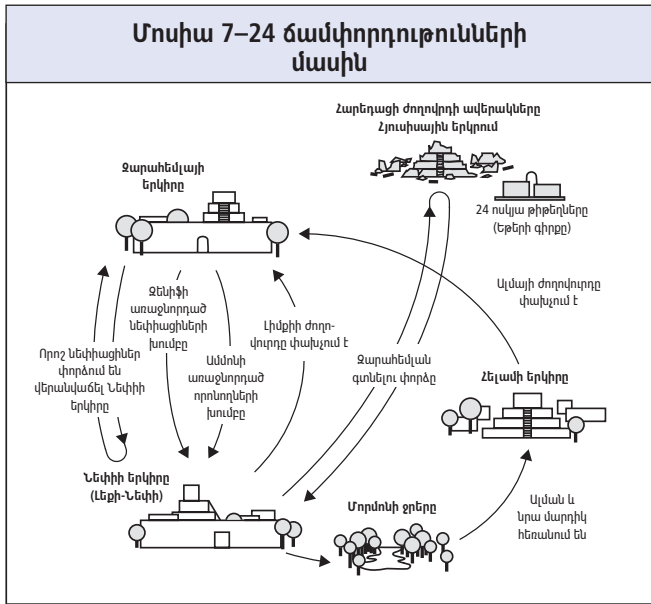 Մոսիա 7–24 ճամփորդութունների
մասին
Հարեդացի ժողովրդի ավերակները
Հյուսիսային երկրում
Զարահեմլայի
երկիրը
24 ոսկյա թիթեղները
(Եթերի գիրքը)
Ալմայի ժողովուրդը
փախչում է
Զենիֆի
առաջնորդած
նեփիացիների
խումբը
Լիմքիի ժողո-
վուրդը փախչում է
Որոշ նեփիացիներ
փորձում են
վերանվաճել Նեփիի
երկիրը
Ամմոնի
առաջնորդած
որոնողների
խումբը
Զարահեմլան
գտնելու փորձը
Հելամի երկիրը
Նեփիի երկիրը
(Լեքի-Նեփի)
Մորմոնի ջրերը
Ալման և
նրա մարդիկ
հեռանում են